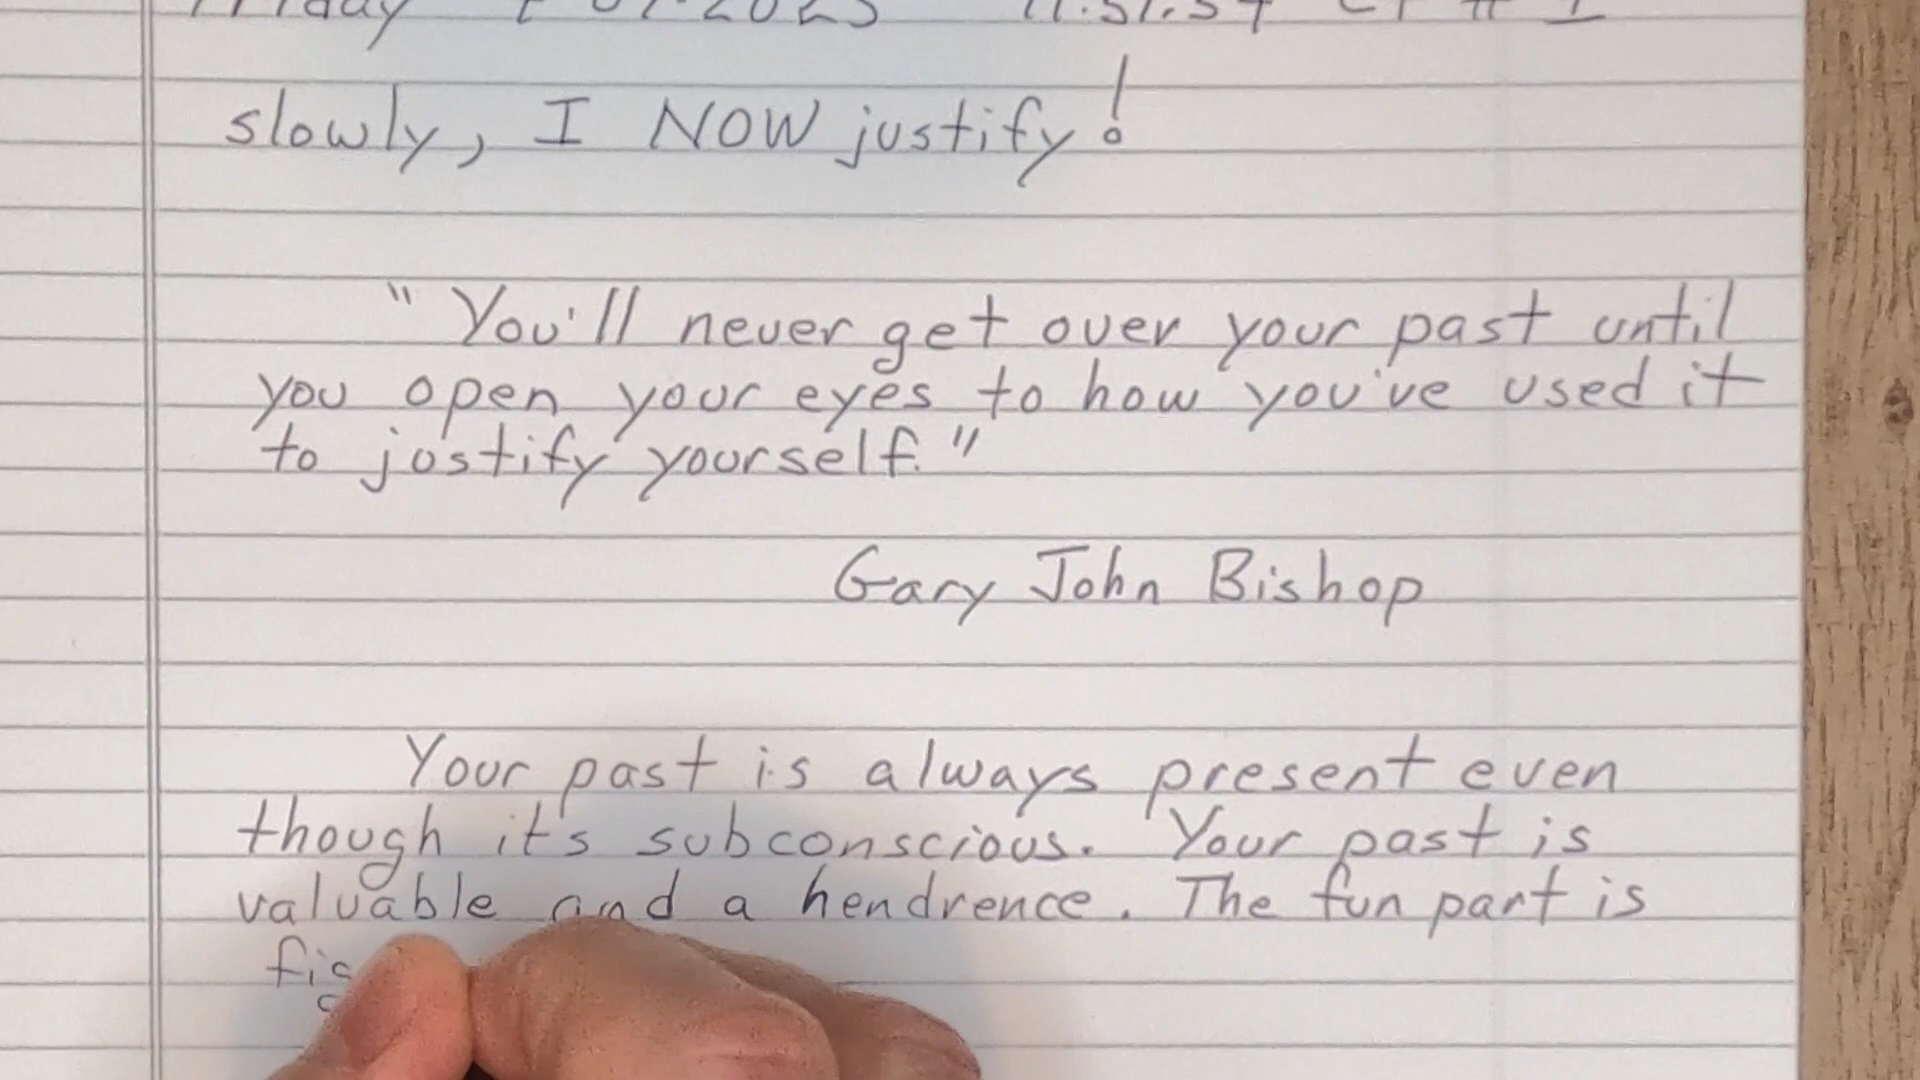 Friday
slowly, I NOW justify!
"You'll never get over your past until
you open your eyes to how you've used it
to justify yourself."
Gary John Bishop
Your past is always present even
though it's subconscious. Your past is
valuable and a hendrence. The fun part is
fig